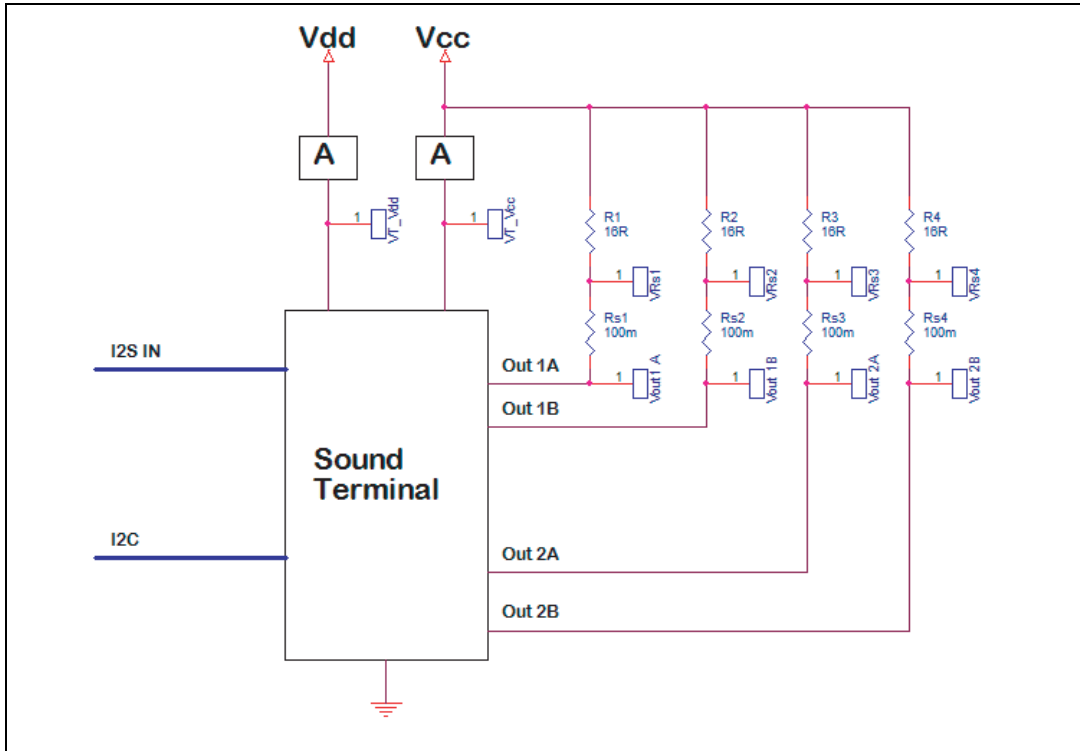 Vdd
Vcc
A
A
1
VT_Vdd
1
VT_Vcc
R1
16R
R2
16R
R3
16R
R4
16R
1
VRs1
1
VRs2
1
VRs3
1
VRs4
Rs1
100m
Rs2
100m
Rs3
100m
Rs4
100m
I2S IN
Out 1A
1
Vout1 A
1
Vout 1B
1
Vout 2A
1
Vout 2B
Out 1B
Sound
Terminal
I2C
Out 2A
Out 2B